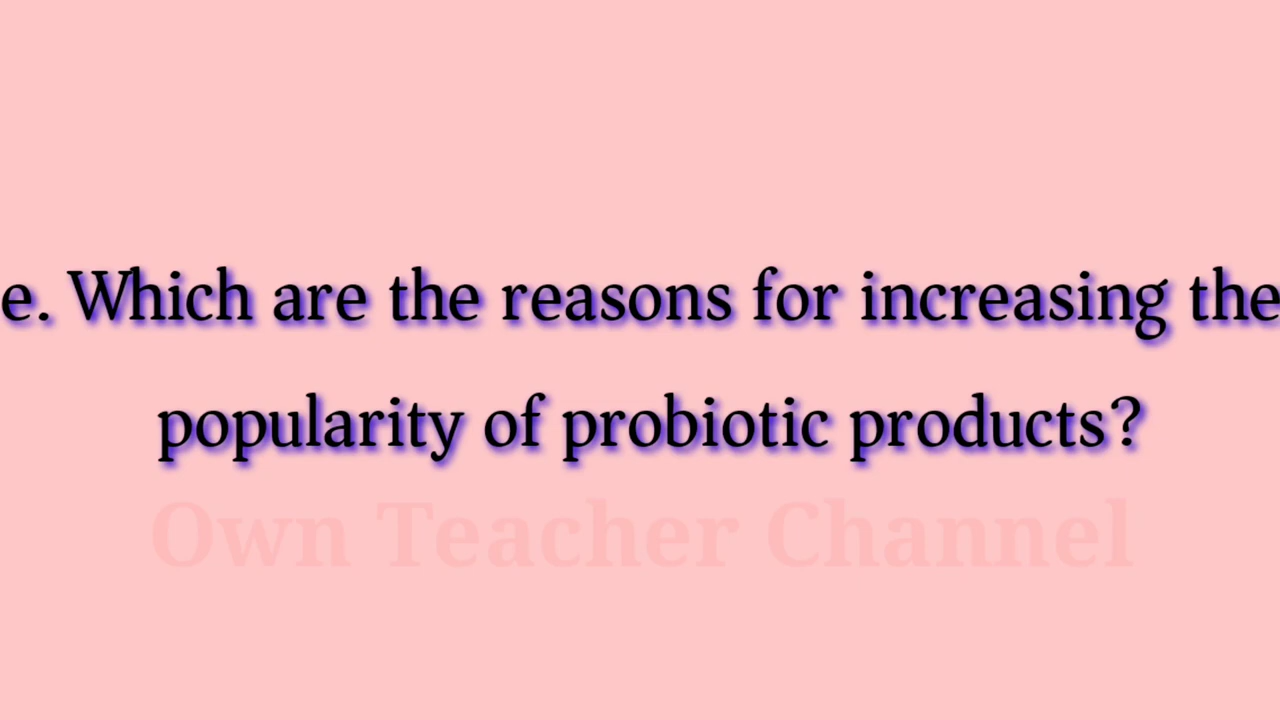 e. Which are the reasons for increasing the
popularity of probiotic products?
Own Teacher Channel